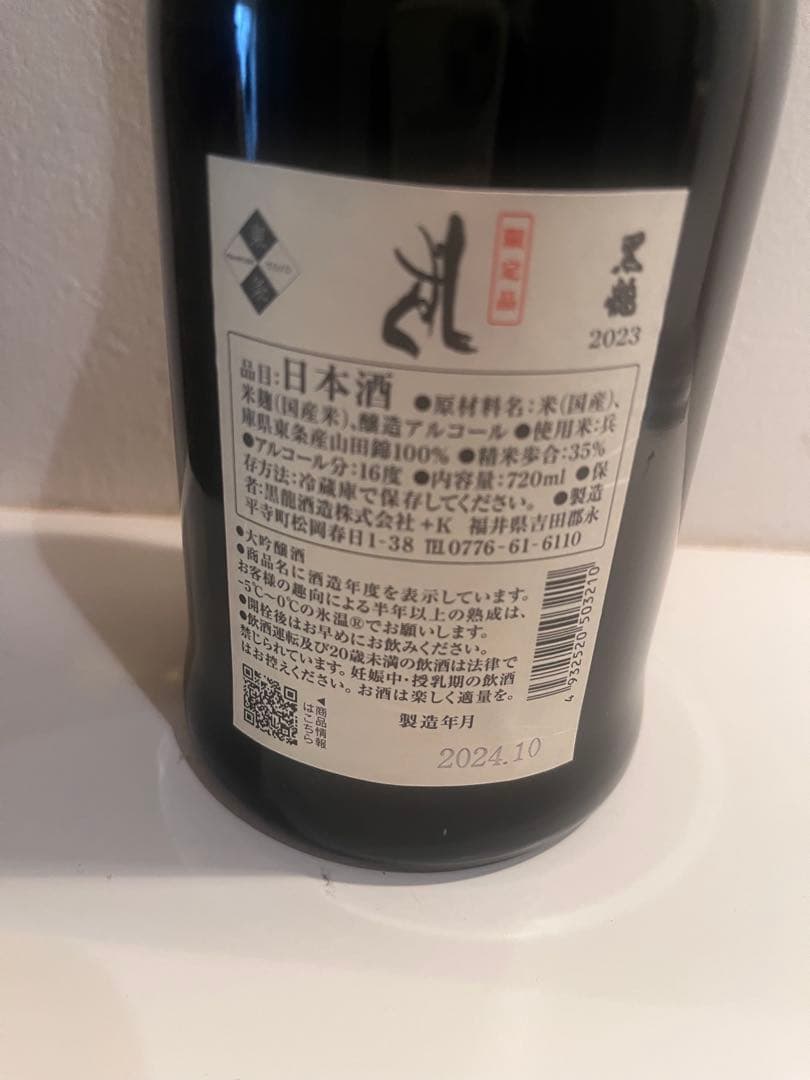 黒龍
2023
限定品
東条
品目:日本酒 ●原材料名:米(国産)、
米麹(国産米)、醸造アルコール ●使用米:兵
庫県東条産山田錦100% ●精米歩合:35%
●アルコール分:16度 ●内容量:720ml ●保
存方法:冷蔵庫で保存してください。 ●製造
者:黒龍酒造株式会社+K 福井県吉田郡永
平寺町松岡春日1-38 ℡0776-61-6110
●大吟醸酒
●商品名に酒造年度を表示しています。
お客様の趣向による半年以上の熟成は、
-5℃~0℃の氷温®でお願いします。
●開栓後はお早めにお飲みください。
●飲酒運転及び20歳未満の飲酒は法律で
禁じられています。妊娠中・授乳期の飲酒
はお控えください。お酒は楽しく適量を。
◀商品情報
はこちら
製造年月
2024.10
4 932520 503210